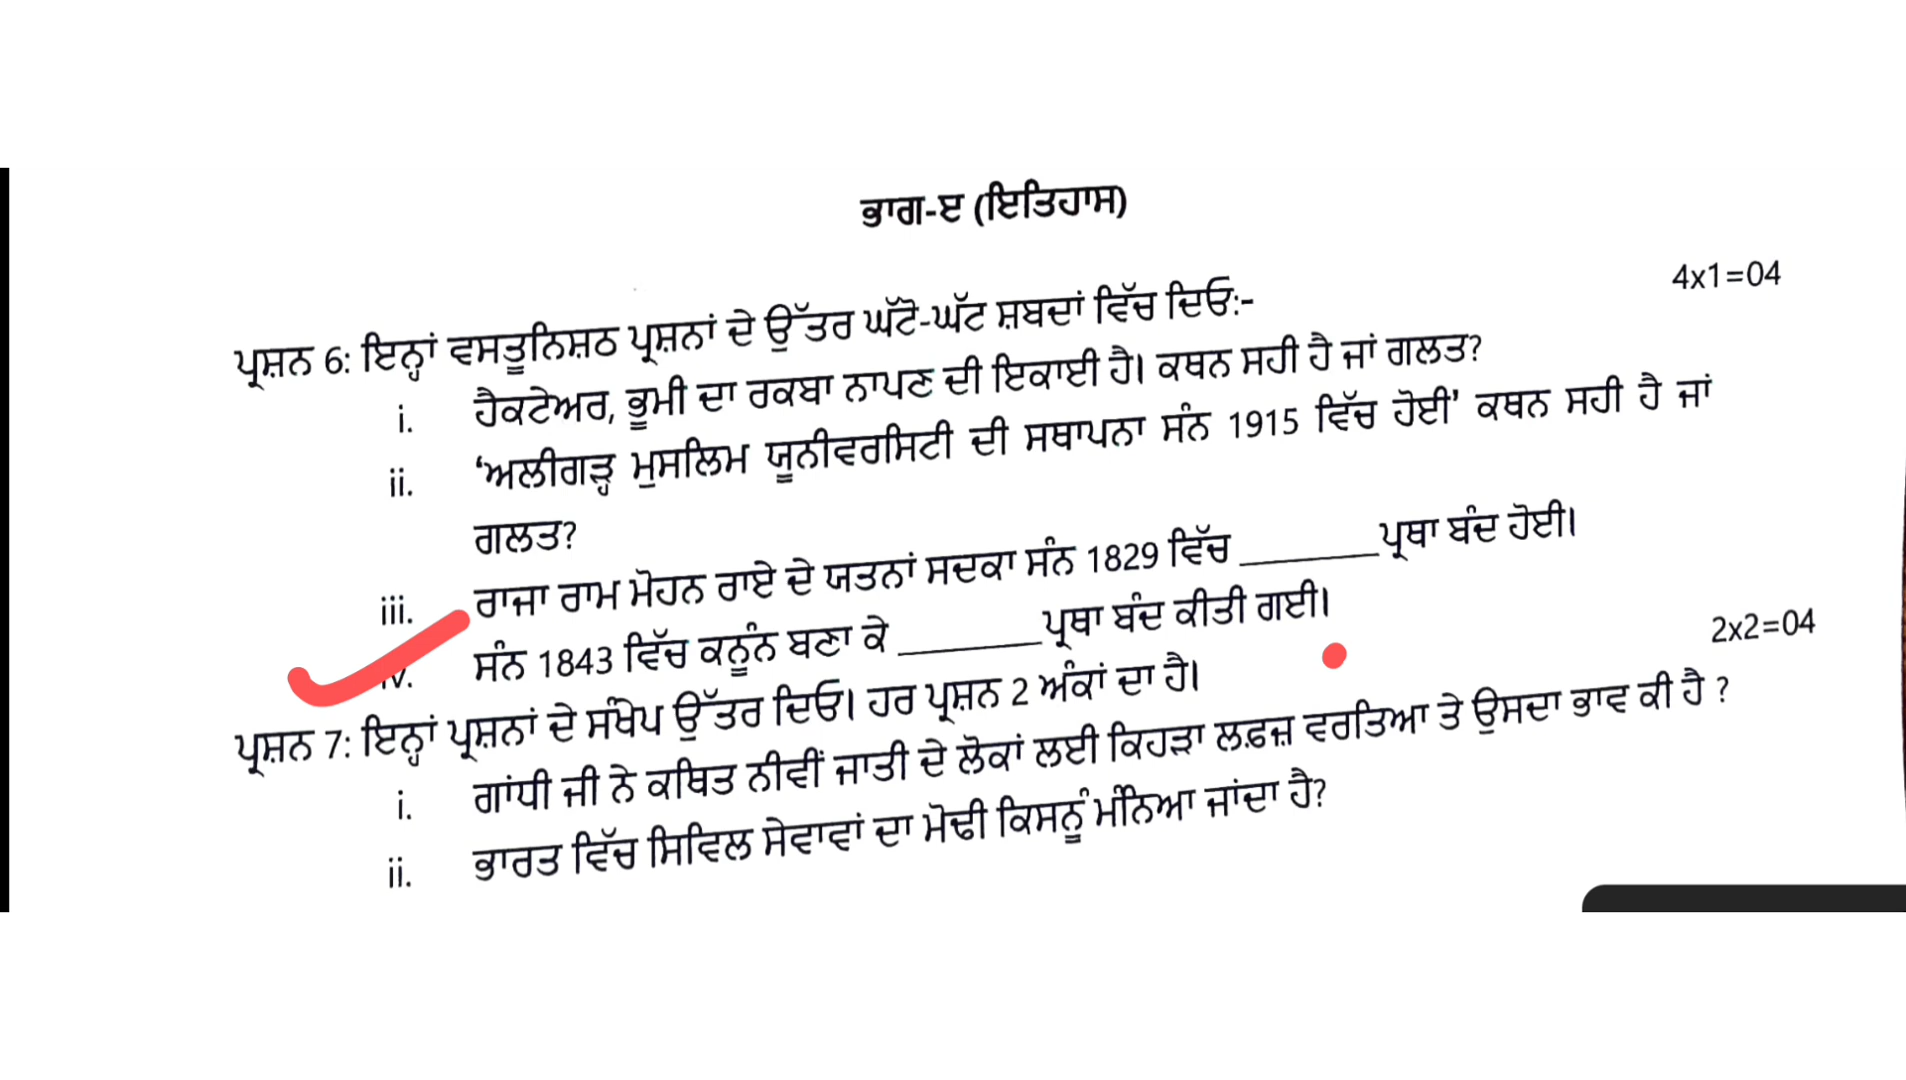 ਭਾਗ-ੲ (ਇਤਿਹਾਸ)
4x1=04
ਪ੍ਰਸ਼ਨ 6: ਇਨ੍ਹਾਂ ਵਸਤੂਨਿਸ਼ਠ ਪ੍ਰਸ਼ਨਾਂ ਦੇ ਉੱਤਰ ਘੱਟੋ-ਘੱਟ ਸ਼ਬਦਾਂ ਵਿੱਚ ਦਿਓ:-
i. ਹੈਕਟੇਅਰ, ਭੂਮੀ ਦਾ ਰਕਬਾ ਨਾਪਣ ਦੀ ਇਕਾਈ ਹੈ। ਕਥਨ ਸਹੀ ਹੈ ਜਾਂ ਗਲਤ?
ii. ‘ਅਲੀਗੜ੍ਹ ਮੁਸਲਿਮ ਯੂਨੀਵਰਸਿਟੀ ਦੀ ਸਥਾਪਨਾ ਸੰਨ 1915 ਵਿੱਚ ਹੋਈ’ ਕਥਨ ਸਹੀ ਹੈ ਜਾਂ
ਗਲਤ?
iii. ਰਾਜਾ ਰਾਮ ਮੋਹਨ ਰਾਏ ਦੇ ਯਤਨਾਂ ਸਦਕਾ ਸੰਨ 1829 ਵਿੱਚ ________ ਪ੍ਰਥਾ ਬੰਦ ਹੋਈ।
iv. ਸੰਨ 1843 ਵਿੱਚ ਕਨੂੰਨ ਬਣਾ ਕੇ ________ ਪ੍ਰਥਾ ਬੰਦ ਕੀਤੀ ਗਈ।
2x2=04
ਪ੍ਰਸ਼ਨ 7: ਇਨ੍ਹਾਂ ਪ੍ਰਸ਼ਨਾਂ ਦੇ ਸੰਖੇਪ ਉੱਤਰ ਦਿਓ। ਹਰ ਪ੍ਰਸ਼ਨ 2 ਅੰਕਾਂ ਦਾ ਹੈ।
i. ਗਾਂਧੀ ਜੀ ਨੇ ਕਥਿਤ ਨੀਵੀਂ ਜਾਤੀ ਦੇ ਲੋਕਾਂ ਲਈ ਕਿਹੜਾ ਲਫ਼ਜ਼ ਵਰਤਿਆ ਤੇ ਉਸਦਾ ਭਾਵ ਕੀ ਹੈ ?
ii. ਭਾਰਤ ਵਿੱਚ ਸਿਵਿਲ ਸੇਵਾਵਾਂ ਦਾ ਮੋਢੀ ਕਿਸਨੂੰ ਮੰਨਿਆ ਜਾਂਦਾ ਹੈ?